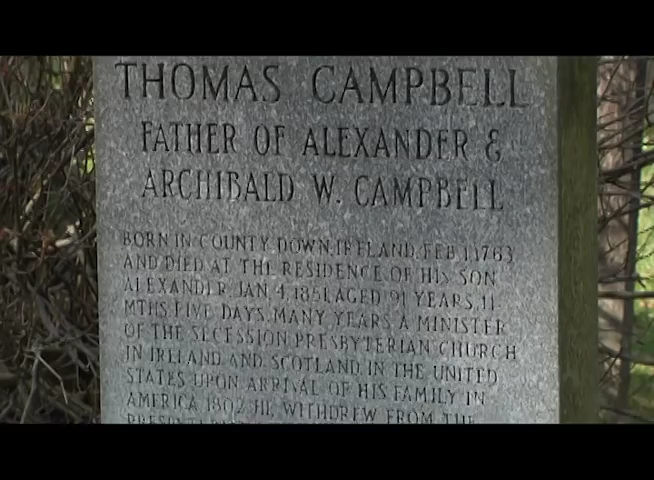 THOMAS CAMPBELL
FATHER OF ALEXANDER &
ARCHIBALD W. CAMPBELL
BORN IN COUNTY DOWN, IRELAND, FEB. 1, 1763
AND DIED AT THE RESIDENCE OF HIS SON
ALEXANDER JAN. 4, 1851, AGED 91 YEARS, 11
MTHS FIVE DAYS. MANY YEARS A MINISTER
OF THE SECESSION PRESBYTERIAN CHURCH
IN IRELAND AND SCOTLAND. IN THE UNITED
STATES UPON ARRIVAL OF HIS FAMILY IN
AMERICA 1802 HE WITHDREW FROM THE